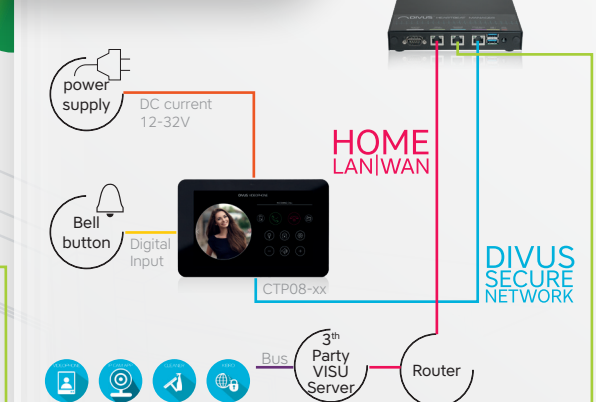 power
supply
DC current
12-32V
HOME
LAN|WAN
Bell
button
Digital
Input
DIVUS
SECURE
NETWORK
CTP08-xx
Bus
3th
Party
VISU
Server
Router